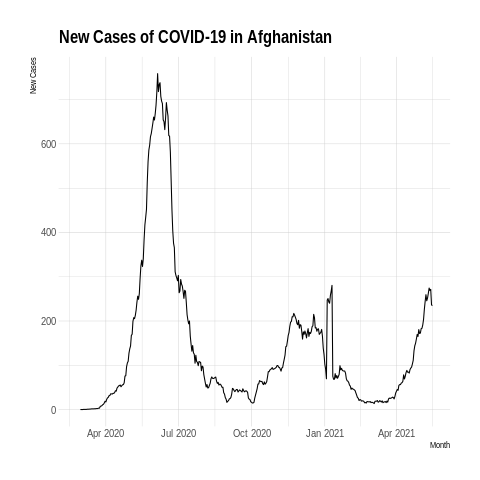 New Cases of COVID-19 in Afghanistan
New Cases
600
400
200
0
Apr 2020 Jul 2020 Oct 2020 Jan 2021 Apr 2021
Month